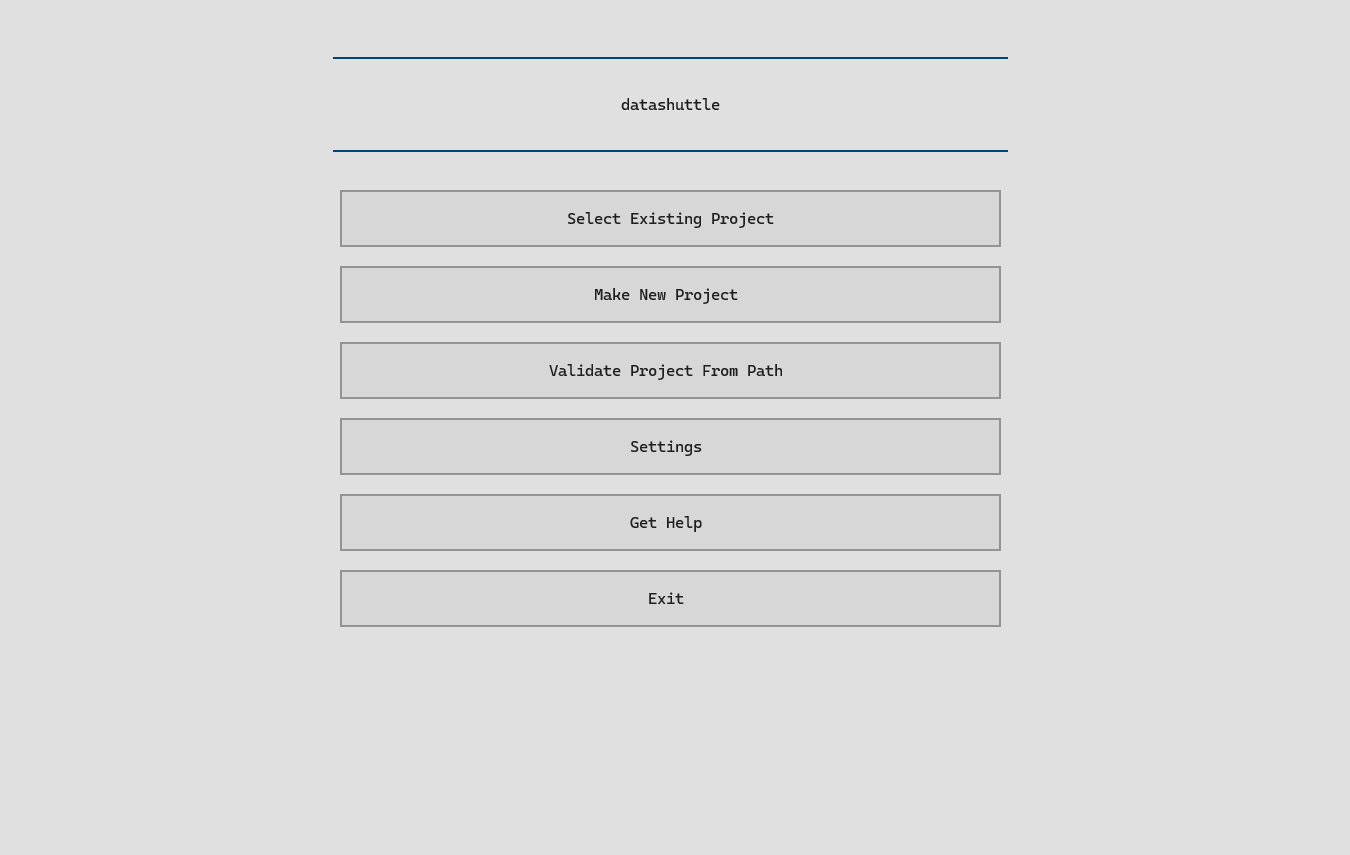 datashuttle
Select Existing Project
Make New Project
Validate Project From Path
Settings
Get Help
Exit